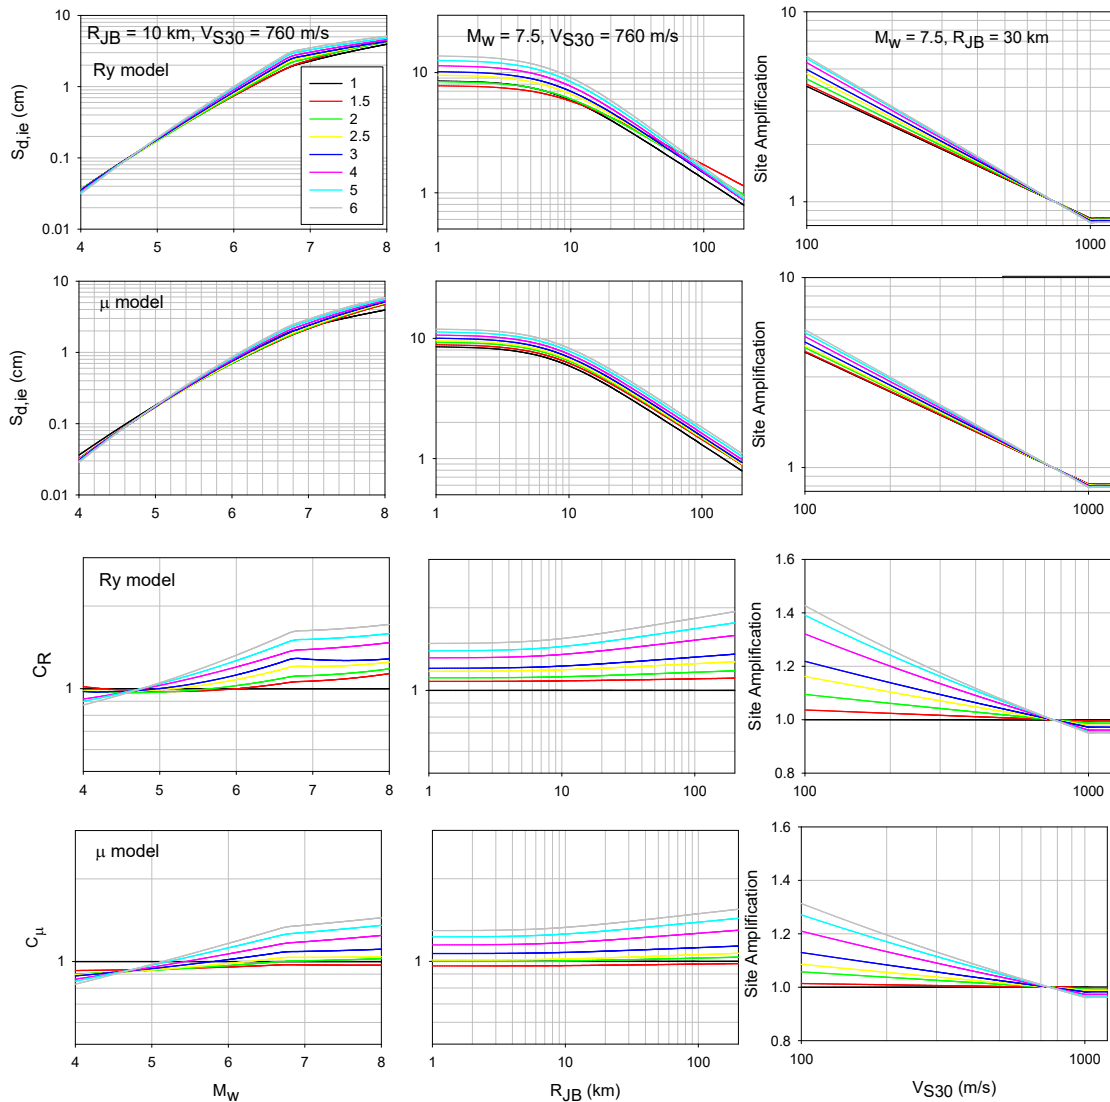 R_JB = 10 km, V_S30 = 760 m/s
Ry model
1
1.5
2
2.5
3
4
5
6
S_d,ie (cm)
10
1
0.1
0.01
4 5 6 7 8
M_W = 7.5, V_S30 = 760 m/s
10
1
1 10 100
M_W = 7.5, R_JB = 30 km
Site Amplification
10
1
100 1000
μ model
S_d,ie (cm)
10
1
0.1
0.01
4 5 6 7 8
10
1
1 10 100
Site Amplification
10
1
100 1000
Ry model
C_R
1
4 5 6 7 8
1
1 10 100
Site Amplification
1.6
1.4
1.2
1.0
0.8
100 1000
μ model
C_μ
1
4 5 6 7 8
M_W
1
1 10 100
R_JB (km)
Site Amplification
1.6
1.4
1.2
1.0
0.8
100 1000
V_S30 (m/s)